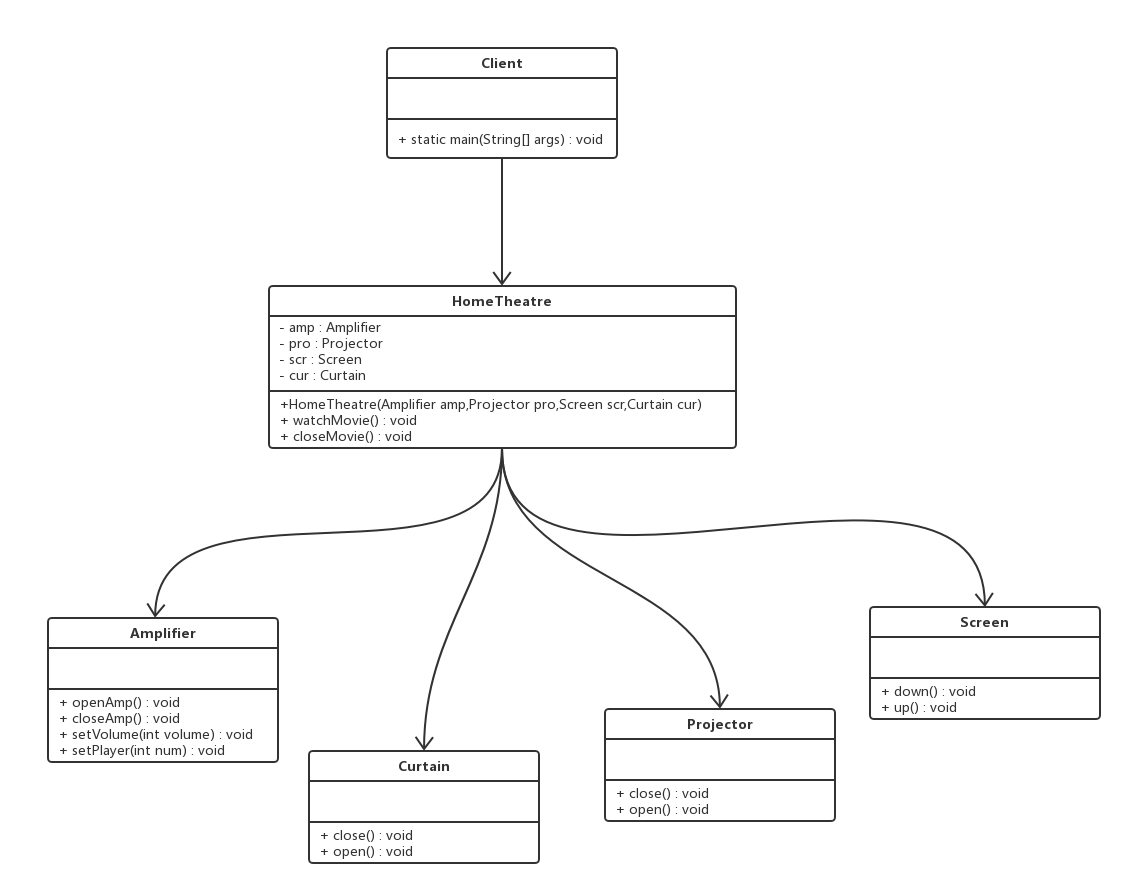 Client
+ static main(String[] args) : void
HomeTheatre
- amp : Amplifier
- pro : Projector
- scr : Screen
- cur : Curtain
+HomeTheatre(Amplifier amp,Projector pro,Screen scr,Curtain cur)
+ watchMovie() : void
+ closeMovie() : void
Amplifier
+ openAmp() : void
+ closeAmp() : void
+ setVolume(int volume) : void
+ setPlayer(int num) : void
Curtain
+ close() : void
+ open() : void
Projector
+ close() : void
+ open() : void
Screen
+ down() : void
+ up() : void